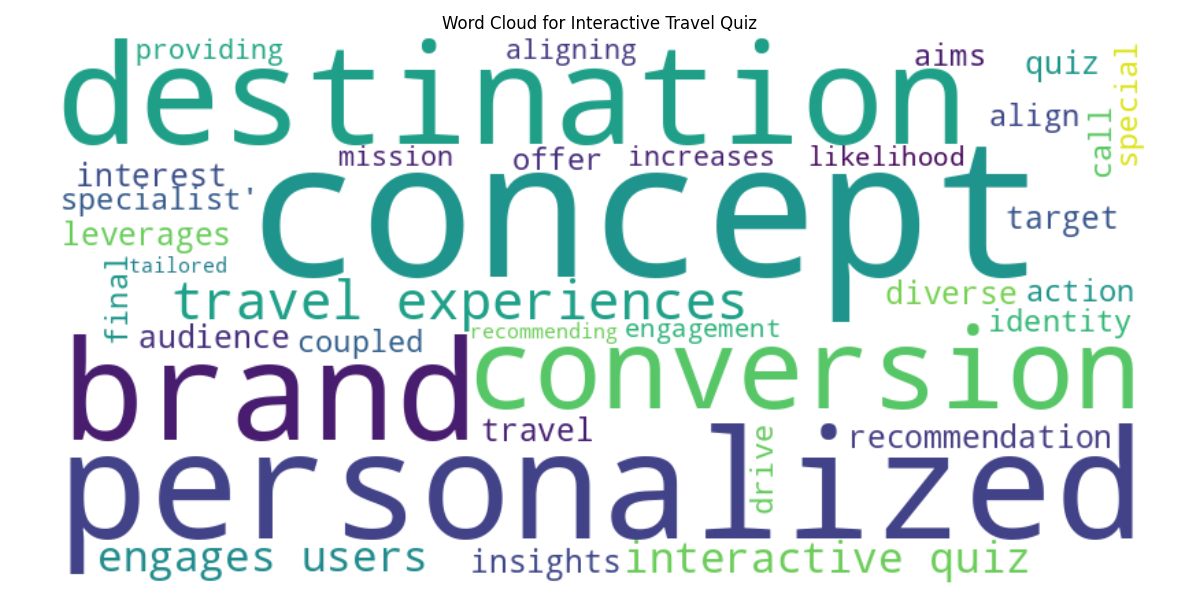 Word Cloud for Interactive Travel Quiz
providing
aligning
aims
quiz
special
destination
align
call
mission
offer
increases
likelihood
interest
specialist'
concept
target
leverages
tailored
final
travel experiences
diverse
action
identity
audience
coupled
recommending
engagement
brand
conversion
travel
drive
recommendation
personalized
engages users
insights
interactive quiz